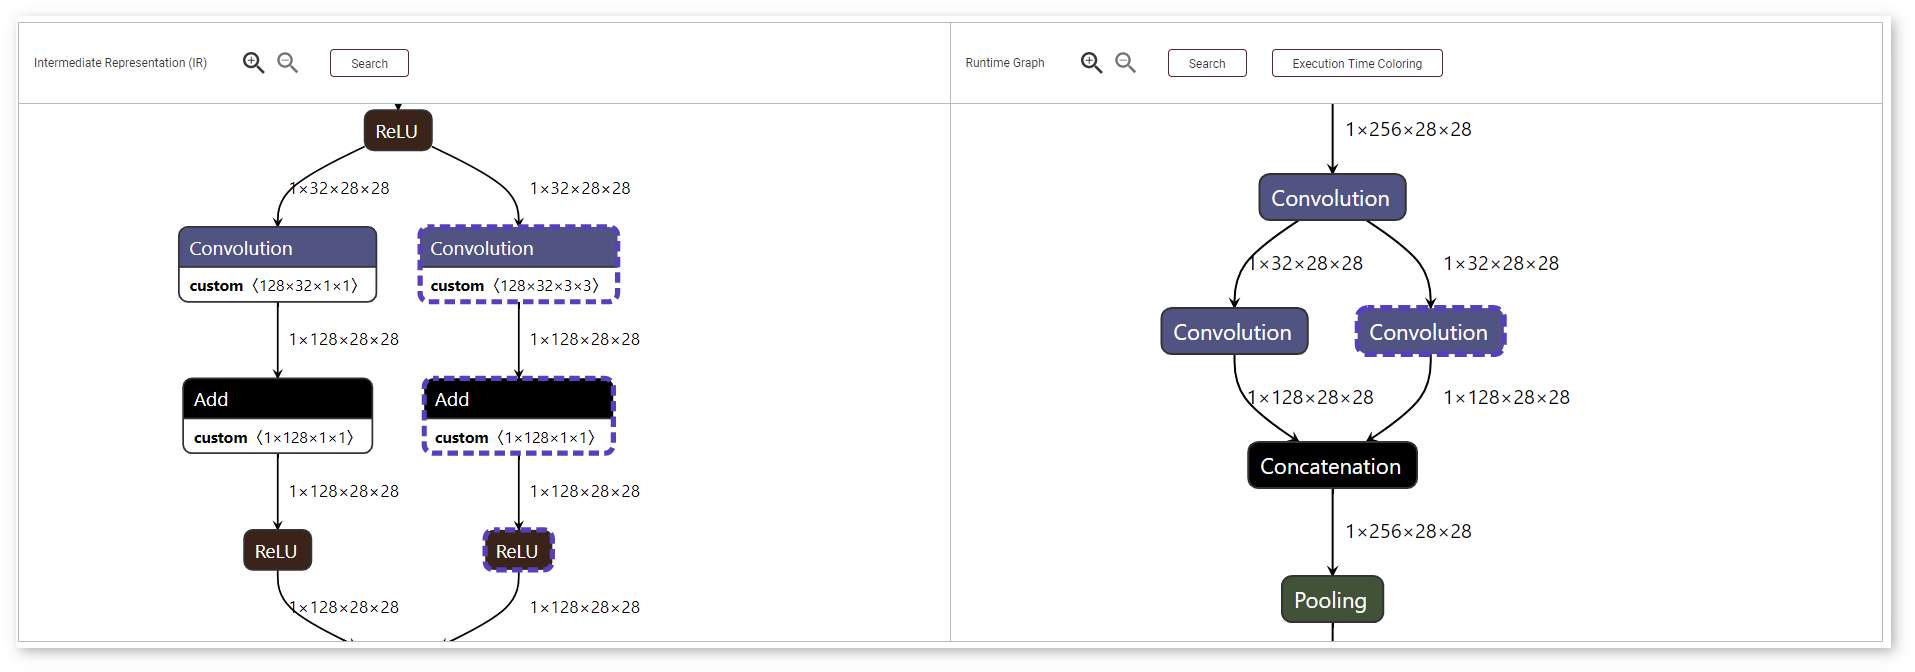 Intermediate Representation (IR)
Search
ReLU
1×32×28×28
1×32×28×28
Convolution
custom〈128×32×1×1〉
Convolution
custom〈128×32×3×3〉
1×128×28×28
1×128×28×28
Add
custom〈1×128×1×1〉
Add
custom〈1×128×1×1〉
1×128×28×28
1×128×28×28
ReLU
ReLU
1×128×28×28
1×128×28×28
Runtime Graph
Search
Execution Time Coloring
1×256×28×28
Convolution
1×32×28×28
1×32×28×28
Convolution
Convolution
1×128×28×28
1×128×28×28
Concatenation
1×256×28×28
Pooling